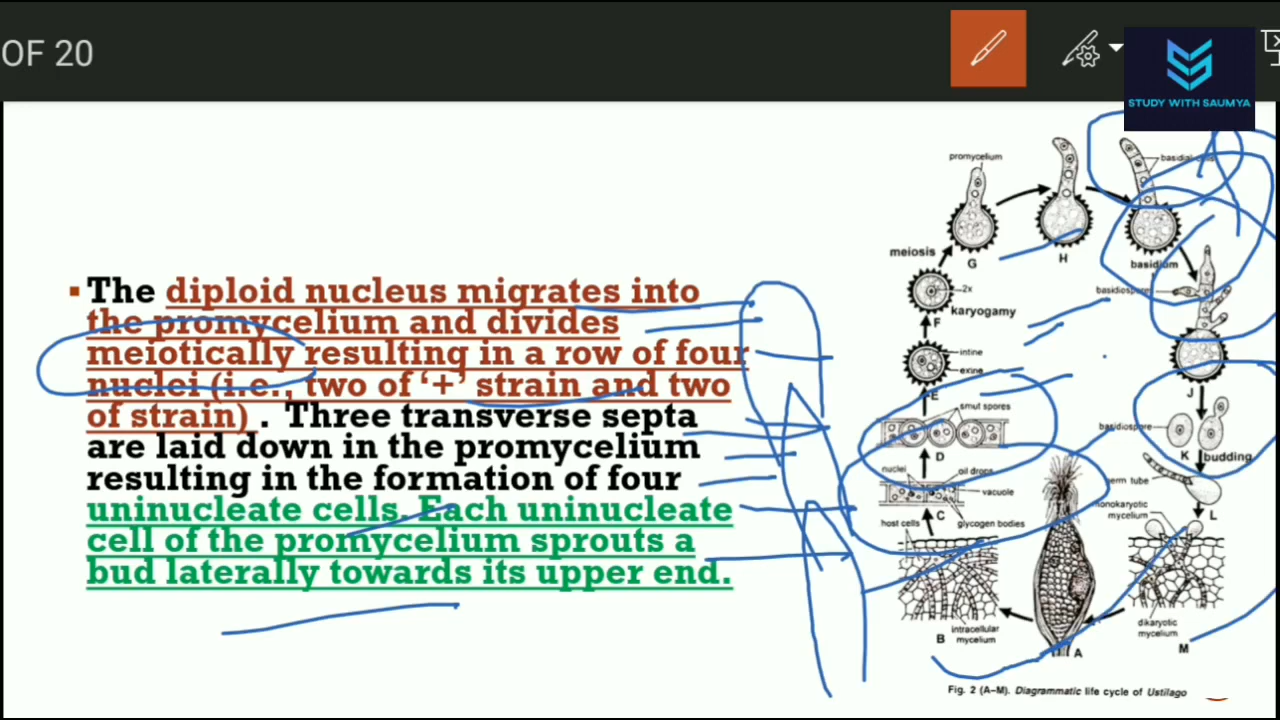 OF 20
STUDY WITH SAUMYA
The diploid nucleus migrates into
the promycelium and divides
meiotically resulting in a row of four
nuclei (i.e., two of ‘+’ strain and two
of strain) . Three transverse septa
are laid down in the promycelium
resulting in the formation of four
uninucleate cells. Each uninucleate
cell of the promycelium sprouts a
bud laterally towards its upper end.
promycelium
meiosis
G
H
basidium
basidiospore
2x
F
karyogamy
intine
exine
E
J
smut spores
D
basidiospore
K
budding
nuclei
oil drops
vacuole
C
glycogen bodies
host cells
germ tube
L
monokaryotic
mycelium
intracellular
mycelium
B
A
dikaryotic
mycelium
M
Fig. 2 (A–M). Diagrammatic life cycle of Ustilago